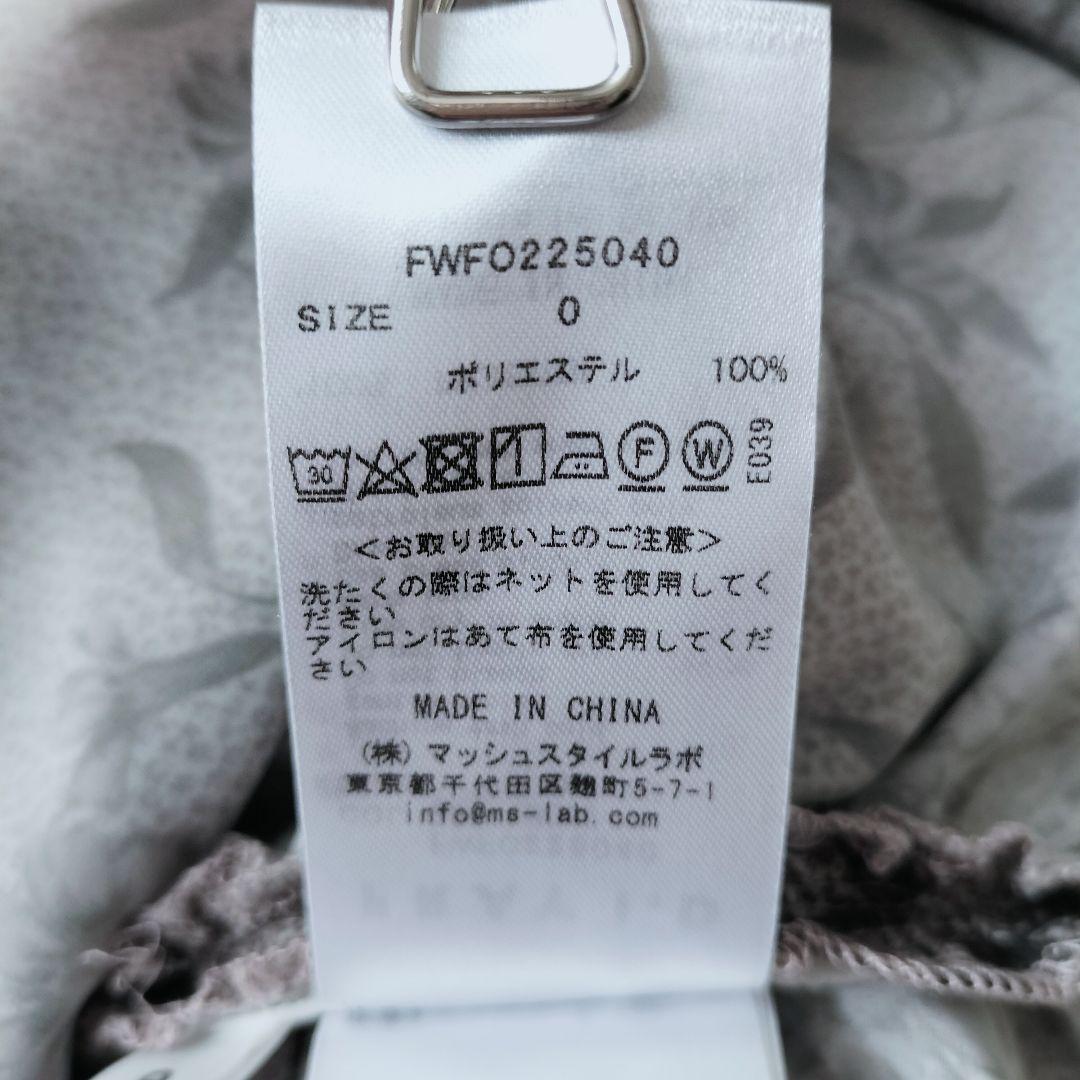 FWFO225040
SIZE 0
ポリエステル 100%
30 F W E039
<お取り扱い上のご注意>
洗たくの際はネットを使用してく
ださい
アイロンはあて布を使用してくだ
さい
MADE IN CHINA
(株)マッシュスタイルラボ
東京都千代田区麹町5-7-1
info@ms-lab.com